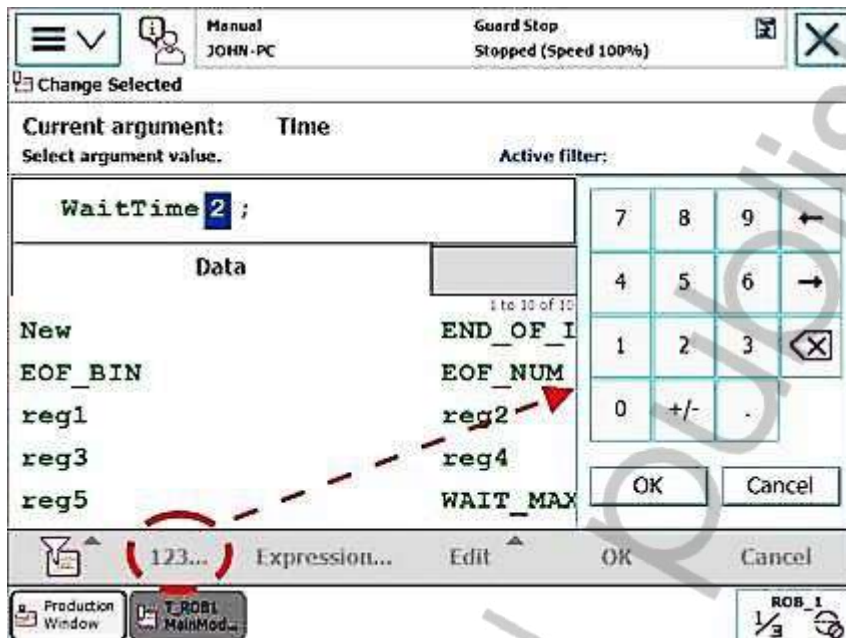 Manual
JOHN-PC
Guard Stop
Stopped (Speed 100%)
Change Selected
Current argument: Time
Select argument value.
Active filter:
WaitTime 2 ;
Data
1 to 10 of 10
New END_OF_I
EOF_BIN EOF_NUM
reg1 reg2
reg3 reg4
reg5 WAIT_MAX
7 8 9 ←
4 5 6 →
1 2 3
0 +/- .
OK Cancel
123... Expression... Edit OK Cancel
Production
Window
T_ROB1
MainMod...
ROB_1
1/3
public